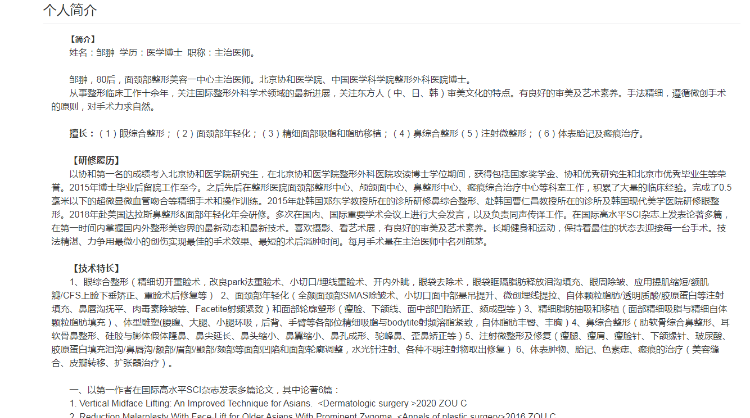 个人简介
【简介】
姓名：邹翀  学历：医学博士  职称：主治医师。
邹翀，80后，面颈部整形美容一中心主治医师。北京协和医学院、中国医学科学院整形外科医院博士。
从事整形临床工作十余年，关注国际整形外科学术领域的最新进展，关注东方人（中、日、韩）审美文化的特点。有良好的审美及艺术素养。手法精细，遵循微创手术
的原则，对手术力求自然。
擅长：（1）眼综合整形；（2）面颈部年轻化；（3）精细面部吸脂和脂肪移植；（4）鼻综合整形（5）注射微整形；（6）体表胎记及瘢痕治疗。
【研修履历】
以协和第一名的成绩考入北京协和医学院研究生，在北京协和医学院整形外科医院攻读博士学位期间，获得包括国家奖学金、协和优秀研究生和北京市优秀毕业生等荣
誉。2015年博士毕业后留院工作至今。之后先后在整形医院面颈部整形中心、颅颌面中心、鼻整形中心、瘢痕综合治疗中心等科室工作，积累了大量的临床经验。完成了0.5
毫米以下的超微显微血管吻合等精细手术和操作训练。2015年赴韩国郑东学教授所在的诊所研修鼻综合整形、赴韩国曹仁昌教授所在的诊所及韩国现代美学医院研修眼整
形。2018年赴美国达拉斯鼻整形&面部年轻化年会研修。多次在国内、国际重要学术会议上进行大会发言，以及负责同声传译工作。在国际高水平SCI杂志上发表论著多篇，
在第一时间内掌握国内外整形美容界的最新动态和最新技术。喜欢摄影、看艺术展，有良好的审美及艺术素养。长期健身和运动，保持着最佳的状态去迎接每一台手术。技
法精湛，力争用最微小的创伤实现最佳的手术效果、最短的术后消肿时间。每月手术量在主治医师中名列前茅。
【技术特长】
1、眼综合整形（精细切开重睑术，改良park法重睑术、小切口/埋线重睑术、开内外眦，眼袋去除术，眼袋眶隔脂肪释放泪沟填充、眼周除皱、应用提肌缩短/额肌
瓣/CFS上睑下垂矫正、重睑术后修复等） 2、面颈部年轻化（全颜面颈部SMAS除皱术、小切口面中部悬吊提升、微创埋线提拉、自体颗粒脂肪/透明质酸/胶原蛋白等注射
填充、鼻唇沟抚平、肉毒素除皱等、Facetite射频紧致）和面部轮廓整形（瘦脸、下颌线、面中部凹陷矫正、颏成型等）3、精细脂肪抽吸和移植（面部精细吸脂与精细自体
颗粒脂肪填充）、体型雕塑(腰腹、大腿、小腿环吸，后背、手臂等各部位精细吸脂与bodytite射频溶脂紧致，自体脂肪丰臀、丰胸）4、鼻综合整形（肋软骨综合鼻整形、耳
软骨鼻整形、硅胶与膨体假体隆鼻、鼻尖延长、鼻头缩小、鼻翼缩小、鼻孔成形、驼峰鼻、歪鼻矫正等）5、注射微整形及修复（瘦腿、瘦肩、瘦脸针、下颌缘针、玻尿酸、
胶原蛋白填充泪沟/鼻唇沟/额部/眉部/颞部/颏部等面部凹陷和面部轮廓调整，水光针注射、各种不明注射物取出修复） 6、体表肿物、胎记、色素痣、瘢痕的治疗（美容缝
合、皮瓣转移、扩张器治疗）。
一、以第一作者在国际高水平SCI杂志发表多篇论文，其中论著6篇：
1. Vertical Midface Lifting: An Improved Technique for Asians.  <Dermatologic surgery >2020 ZOU C
2. Reduction Malarplasty With Face Lift for Older Asians With Prominent Zygoma. <Annals of plastic surgery>2016 ZOU C